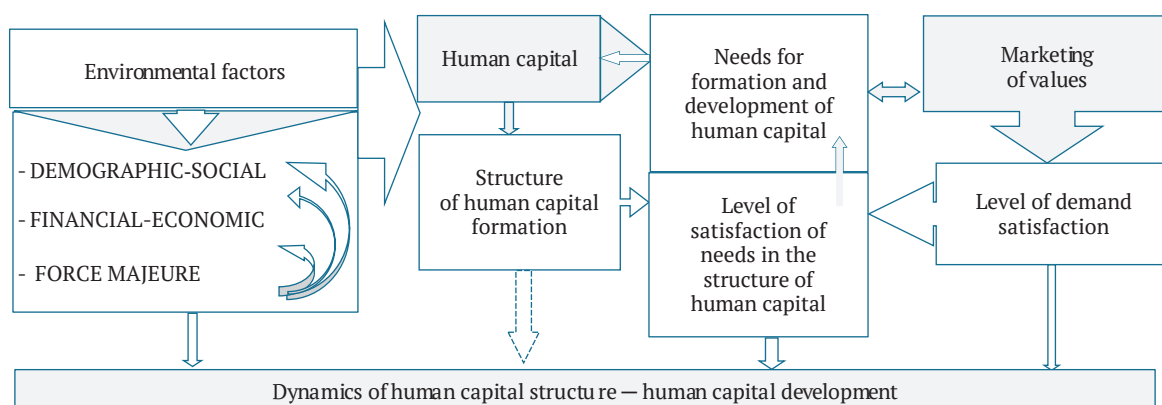 Environmental factors
- DEMOGRAPHIC-SOCIAL
- FINANCIAL-ECONOMIC
- FORCE MAJEURE
Human capital
Structure
of human capital
formation
Needs for
formation and
development of
human capital
Level of
satisfaction of
needs in the
structure of
human capital
Marketing
of values
Level of demand
satisfaction
Dynamics of human capital structure — human capital development